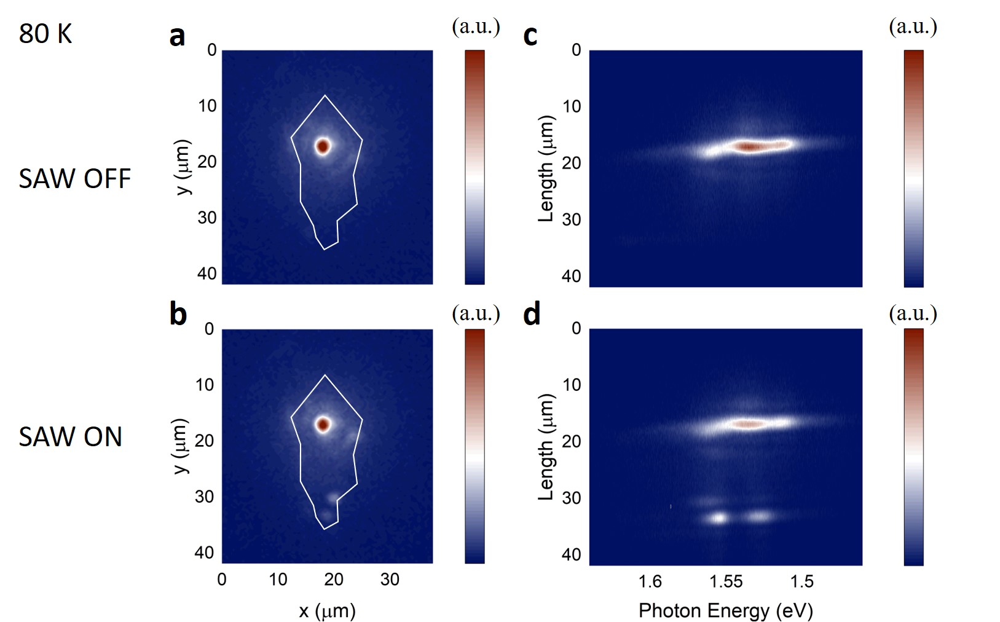 80 K
a
(a.u.)
0
10
20
30
40
y (μm)
c
(a.u.)
0
10
20
30
40
Length (μm)
SAW OFF
b
(a.u.)
0
10
20
30
40
y (μm)
0 10 20 30
x (μm)
d
(a.u.)
0
10
20
30
40
Length (μm)
1.6 1.55 1.5
Photon Energy (eV)
SAW ON